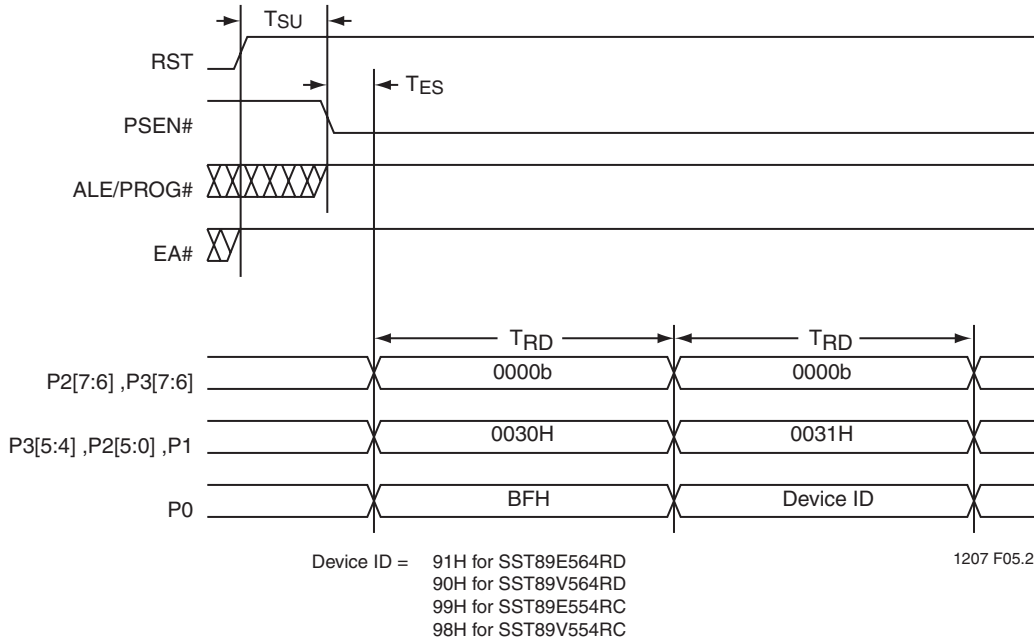 TSU
RST
TES
PSEN#
ALE/PROG#
EA#
TRD TRD
P2[7:6] ,P3[7:6] 0000b 0000b
P3[5:4] ,P2[5:0] ,P1 0030H 0031H
P0 BFH Device ID
Device ID = 91H for SST89E564RD
90H for SST89V564RD
99H for SST89E554RC
98H for SST89V554RC
1207 F05.2